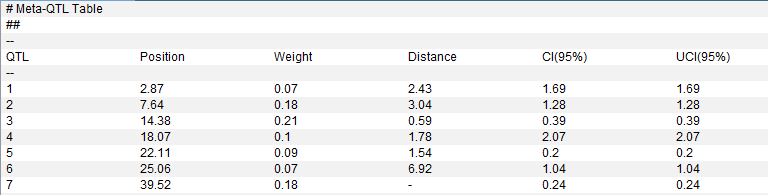 # Meta-QTL Table
##
--
QTL Position Weight Distance CI(95%) UCI(95%)
--
1 2.87 0.07 2.43 1.69 1.69
2 7.64 0.18 3.04 1.28 1.28
3 14.38 0.21 0.59 0.39 0.39
4 18.07 0.1 1.78 2.07 2.07
5 22.11 0.09 1.54 0.2 0.2
6 25.06 0.07 6.92 1.04 1.04
7 39.52 0.18 - 0.24 0.24